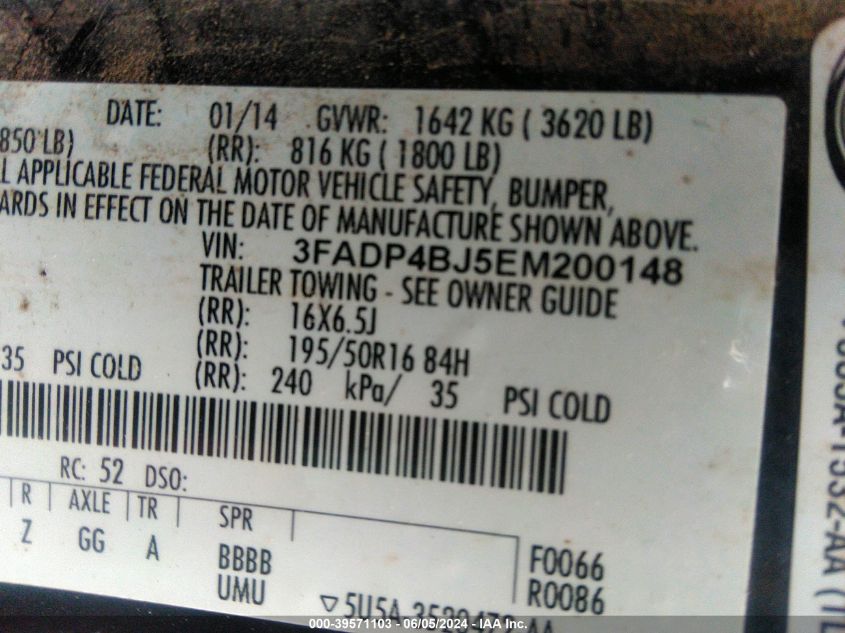 DATE: 01/14 GVWR: 1642 KG ( 3620 LB)
850 LB) (RR): 816 KG ( 1800 LB)
L APPLICABLE FEDERAL MOTOR VEHICLE SAFETY, BUMPER,
ARDS IN EFFECT ON THE DATE OF MANUFACTURE SHOWN ABOVE.
VIN: 3FADP4BJ5EM200148
TRAILER TOWING - SEE OWNER GUIDE
(RR): 16X6.5J
(RR): 195/50R16 84H
35 PSI COLD (RR): 240 kPa/ 35 PSI COLD
RC: 52 DSO:
R AXLE TR SPR
Z GG A BBBB F0066
UMU R0086
▽5U5A-3520472-AA
000-39571103 - 06/05/2024 - IAA Inc.